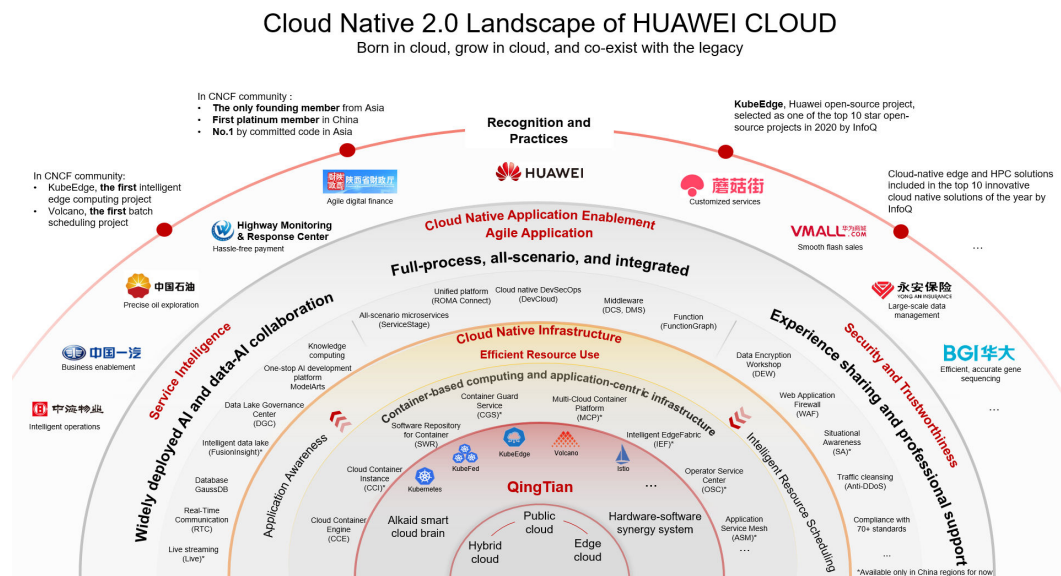 Cloud Native 2.0 Landscape of HUAWEI CLOUD
Born in cloud, grow in cloud, and co-exist with the legacy
In CNCF community :
• The only founding member from Asia
• First platinum member in China
• No.1 by committed code in Asia
KubeEdge, Huawei open-source project,
selected as one of the top 10 star open-
source projects in 2020 by InfoQ
Recognition and
Practices
In CNCF community:
• KubeEdge, the first intelligent
edge computing project
• Volcano, the first batch
scheduling project
Cloud-native edge and HPC solutions
included in the top 10 innovative
cloud native solutions of the year by
InfoQ
陕西省财政厅
Agile digital finance
HUAWEI
蘑菇街
Customized services
Highway Monitoring
& Response Center
Hassle-free payment
VMALL 华为商城
.COM
Smooth flash sales
...
中国石油
Precise oil exploration
永安保险
YONG AN INSURANCE
Large-scale data
management
中国一汽
Business enablement
BGI华大
Efficient, accurate gene
sequencing
中海物业
Intelligent operations
...
Cloud Native Application Enablement
Agile Application
Full-process, all-scenario, and integrated
Service Intelligence
Widely deployed AI and data-AI collaboration
Security and Trustworthiness
Experience sharing and professional support
All-scenario microservices
(ServiceStage)
Unified platform
(ROMA Connect)
Cloud native DevSecOps
(DevCloud)
Middleware
(DCS, DMS)
Function
(FunctionGraph)
Knowledge
computing
One-stop AI development
platform
ModelArts
Data Lake Governance
Center
(DGC)
Intelligent data lake
(FusionInsight)*
Database
GaussDB
Real-Time
Communication
(RTC)
Live streaming
(Live)*
Data Encryption
Workshop
(DEW)
Web Application
Firewall
(WAF)
Situational
Awareness
(SA)*
Traffic cleansing
(Anti-DDoS)
Compliance with
70+ standards
...
Cloud Native Infrastructure
Efficient Resource Use
Container-based computing and application-centric infrastructure
Application Awareness
Intelligent Resource Scheduling
Container Guard
Service
(CGS)*
Multi-Cloud Container
Platform
(MCP)*
Software Repository
for Container
(SWR)
Intelligent EdgeFabric
(IEF)*
Cloud Container
Instance
(CCI)*
Operator Service
Center
(OSC)*
Cloud Container
Engine
(CCE)
Application
Service Mesh
(ASM)*
...
Kubernetes
KubeFed
KubeEdge
Volcano
Istio
...
QingTian
Alkaid smart
cloud brain
Hardware-software
synergy system
Public
cloud
Hybrid
cloud
Edge
cloud
*Available only in China regions for now